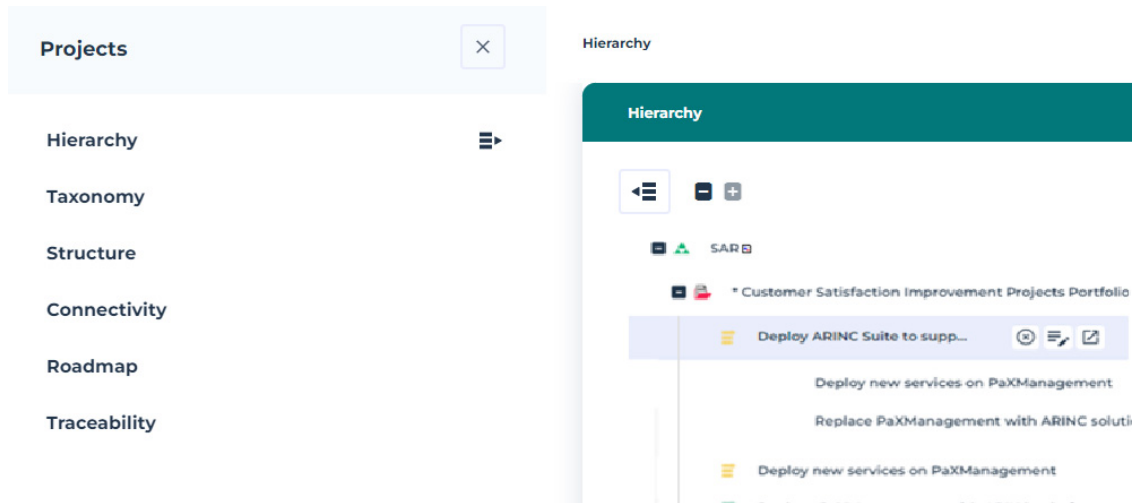 Projects
Hierarchy
Taxonomy
Structure
Connectivity
Roadmap
Traceability
Hierarchy
Hierarchy
SAR
* Customer Satisfaction Improvement Projects Portfolio
Deploy ARINC Suite to supp...
Deploy new services on PaXManagement
Replace PaXManagement with ARINC soluti
Deploy new services on PaXManagement